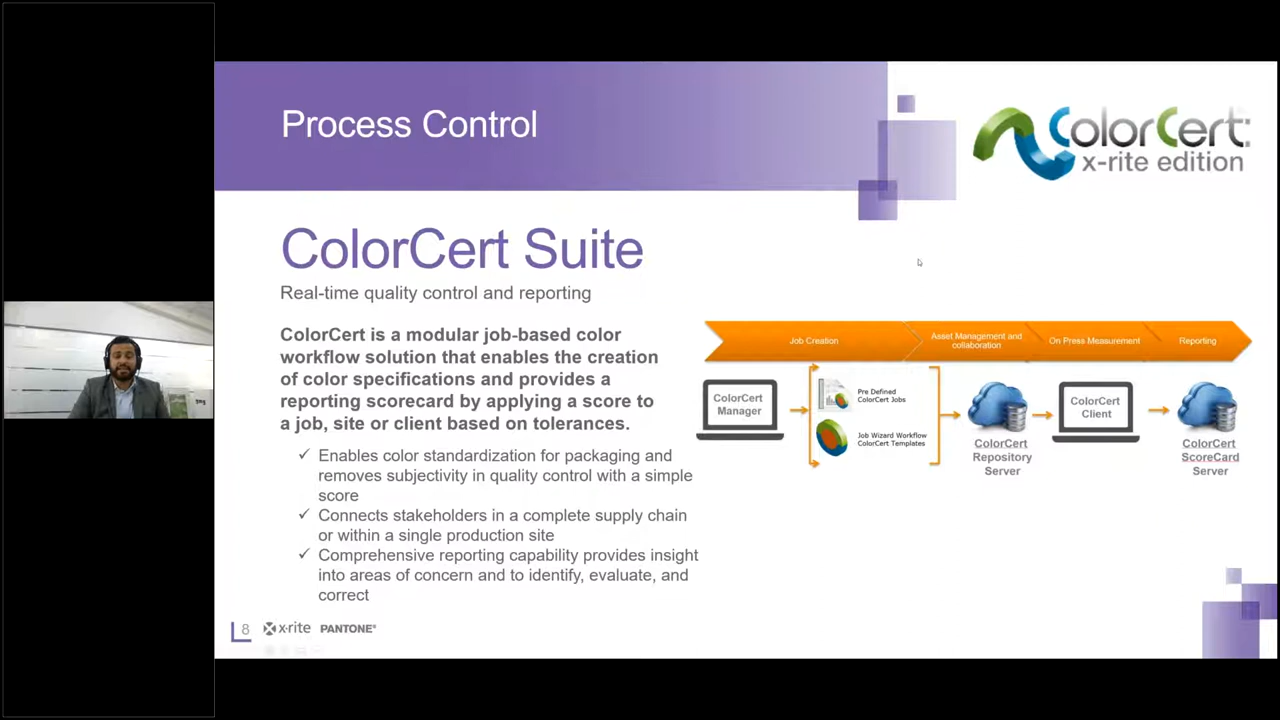 Process Control
ColorCert:
x-rite edition
ColorCert Suite
Real-time quality control and reporting
ColorCert is a modular job-based color
workflow solution that enables the creation
of color specifications and provides a
reporting scorecard by applying a score to
a job, site or client based on tolerances.
✓ Enables color standardization for packaging and
removes subjectivity in quality control with a simple
score
✓ Connects stakeholders in a complete supply chain
or within a single production site
✓ Comprehensive reporting capability provides insight
into areas of concern and to identify, evaluate, and
correct
Job Creation
Asset Management and
collaboration
On Press Measurement
Reporting
ColorCert
Manager
Pre Defined
ColorCert Jobs
Job Wizard Workflow
ColorCert Templates
ColorCert
Repository
Server
ColorCert
Client
ColorCert
ScoreCard
Server
8
x-rite PANTONE®